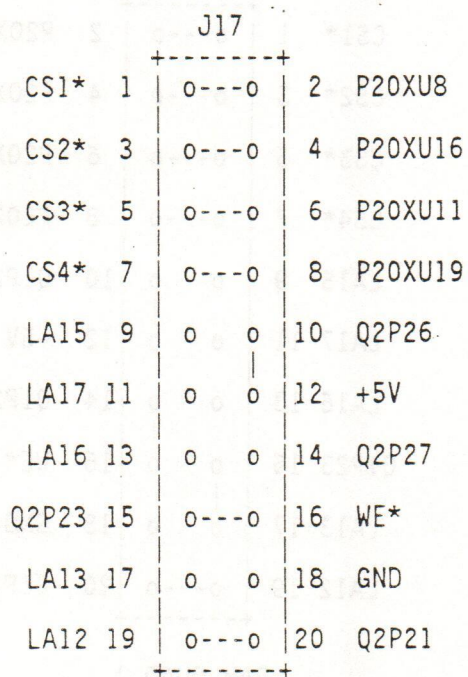 J17
CS1* 1 o---o 2 P20XU8
CS2* 3 o---o 4 P20XU16
CS3* 5 o---o 6 P20XU11
CS4* 7 o---o 8 P20XU19
LA15 9 o o 10 Q2P26
LA17 11 o o 12 +5V
LA16 13 o o 14 Q2P27
Q2P23 15 o---o 16 WE*
LA13 17 o o 18 GND
LA12 19 o---o 20 Q2P21